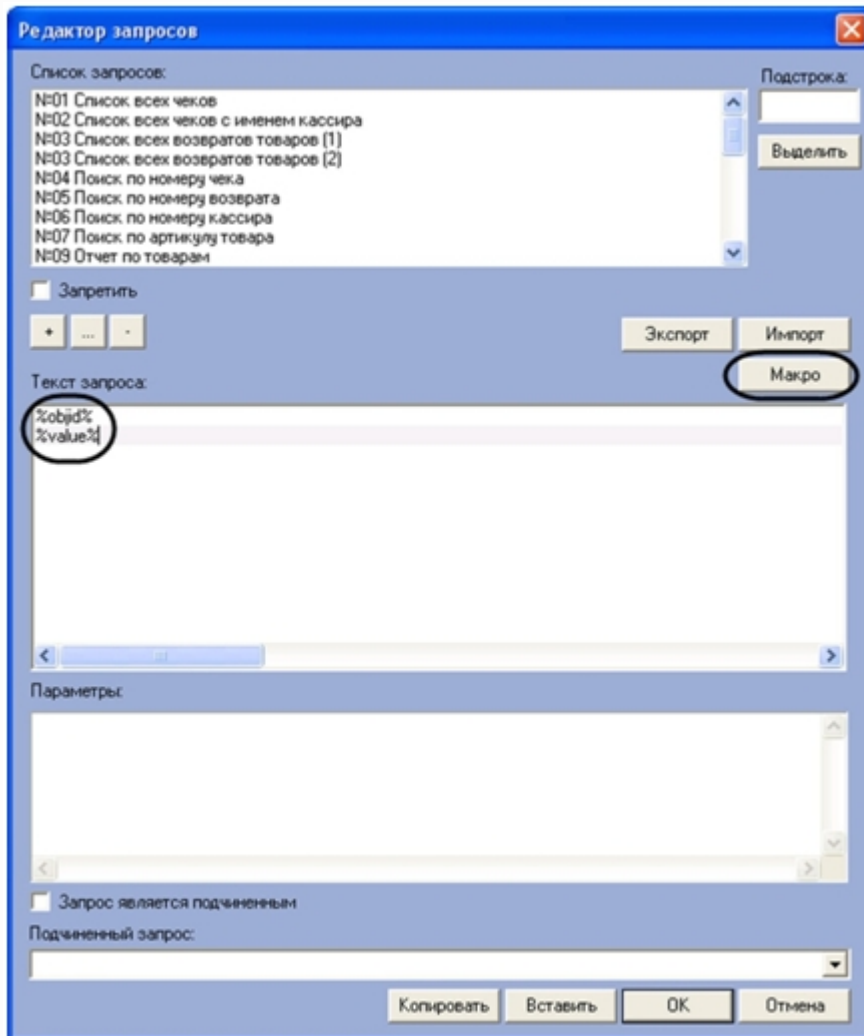 Редактор запросов
Список запросов:
Подстрока:
№01 Список всех чеков
№02 Список всех чеков с именем кассира
№03 Список всех возвратов товаров (1)
№03 Список всех возвратов товаров (2)
№04 Поиск по номеру чека
№05 Поиск по номеру возврата
№06 Поиск по номеру кассира
№07 Поиск по артикулу товара
№09 Отчет по товарам
Выделить
Запретить
+ ... -
Экспорт Импорт
Макро
Текст запроса:
%objid%
%value%
Параметры:
Запрос является подчиненным
Подчиненный запрос:
Копировать Вставить OK Отмена